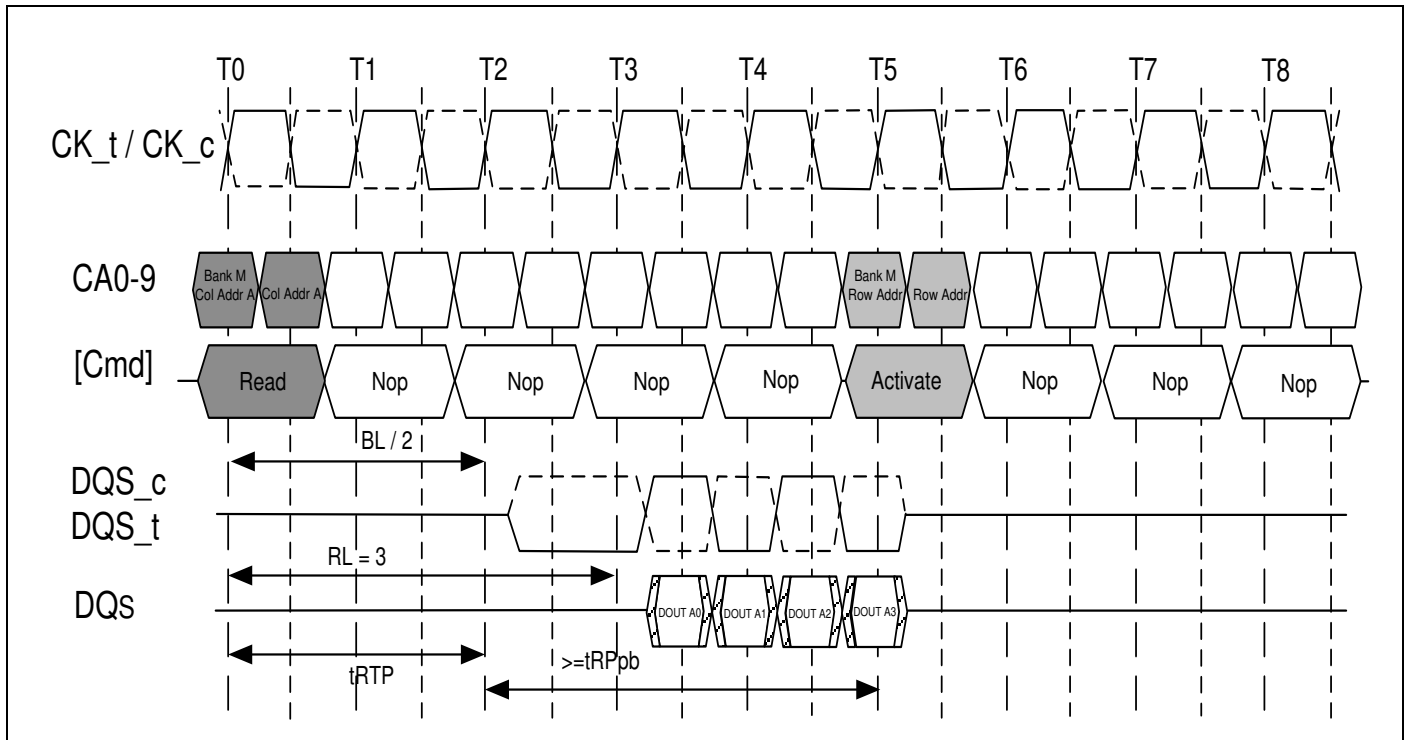 T0 T1 T2 T3 T4 T5 T6 T7 T8
CK_t / CK_c
CA0-9
Bank M
Col Addr A
Col Addr A
Bank M
Row Addr
Row Addr
[Cmd]
Read Nop Nop Nop Nop Activate Nop Nop Nop
BL / 2
DQS_c
DQS_t
RL = 3
DQs
DOUT A0 DOUT A1 DOUT A2 DOUT A3
tRTP
>=tRPpb